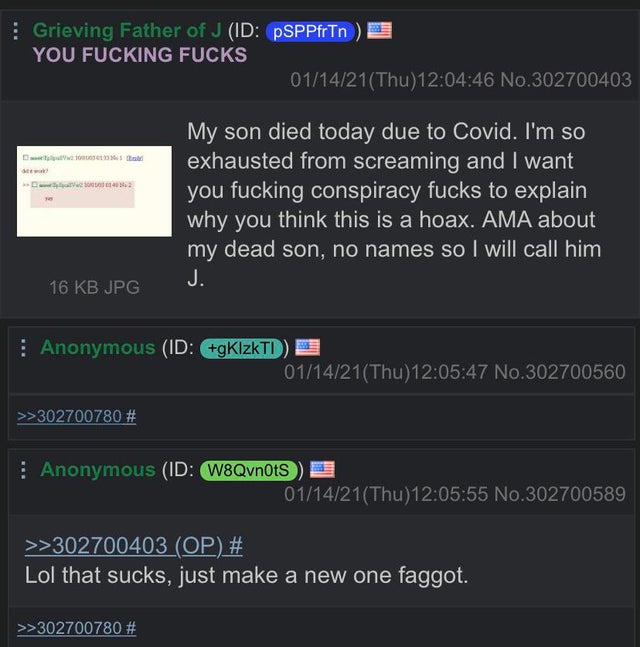 Grieving Father of J (ID: pSPPfrTn)
YOU FUCKING FUCKS
01/14/21(Thu)12:04:46 No.302700403
My son died today due to Covid. I'm so
exhausted from screaming and I want
you fucking conspiracy fucks to explain
why you think this is a hoax. AMA about
my dead son, no names so I will call him
J.
16 KB JPG
Anonymous (ID: +gKIzkTI)
01/14/21(Thu)12:05:47 No.302700560
>>302700780 #
Anonymous (ID: W8Qvn0tS)
01/14/21(Thu)12:05:55 No.302700589
>>302700403 (OP) #
Lol that sucks, just make a new one faggot.
>>302700780 #